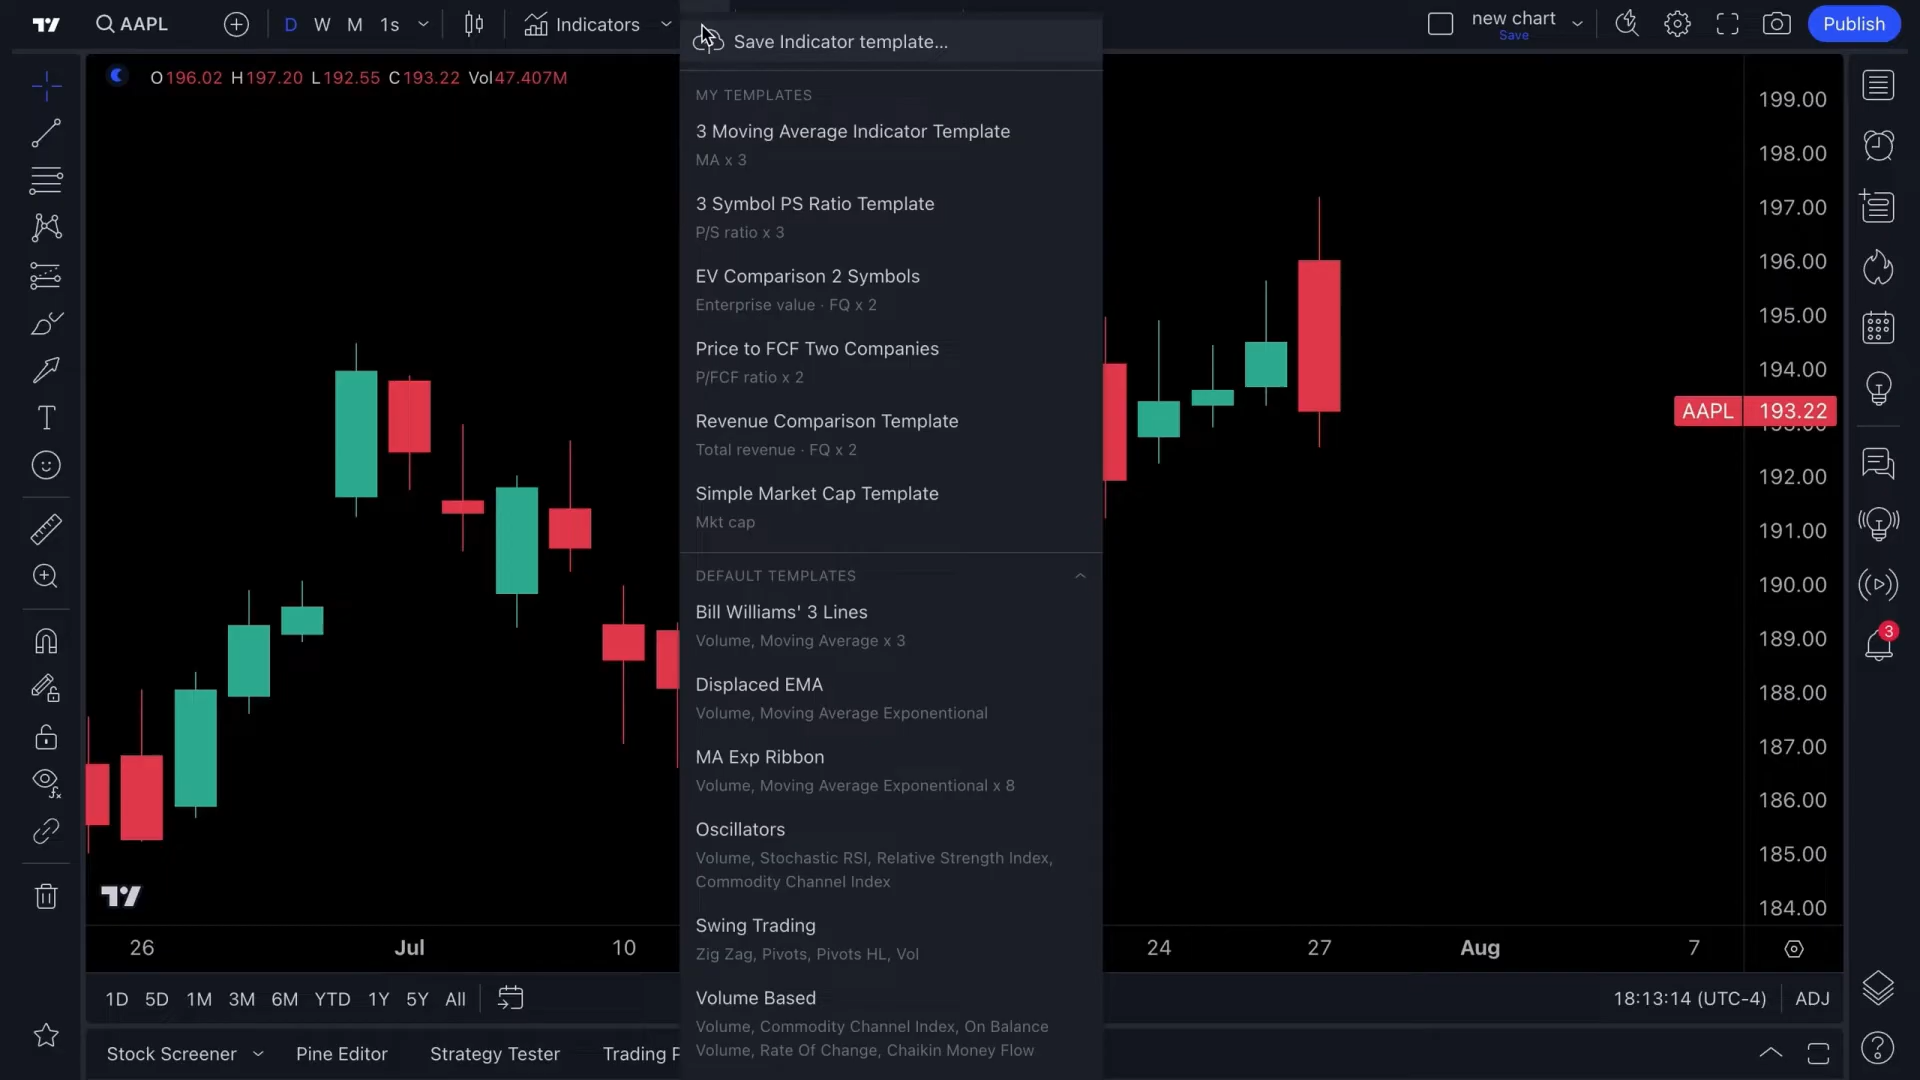 AAPL
D W M 1s
Indicators
new chart
Save
Publish
O196.02 H197.20 L192.55 C193.22 Vol47.407M
Save Indicator template...
MY TEMPLATES
3 Moving Average Indicator Template
MA x 3
3 Symbol PS Ratio Template
P/S ratio x 3
EV Comparison 2 Symbols
Enterprise value · FQ x 2
Price to FCF Two Companies
P/FCF ratio x 2
Revenue Comparison Template
Total revenue · FQ x 2
Simple Market Cap Template
Mkt cap
DEFAULT TEMPLATES
Bill Williams' 3 Lines
Volume, Moving Average x 3
Displaced EMA
Volume, Moving Average Exponential
MA Exp Ribbon
Volume, Moving Average Exponential x 8
Oscillators
Volume, Stochastic RSI, Relative Strength Index,
Commodity Channel Index
Swing Trading
Zig Zag, Pivots, Pivots HL, Vol
Volume Based
Volume, Commodity Channel Index, On Balance
Volume, Rate Of Change, Chaikin Money Flow
199.00
198.00
197.00
196.00
195.00
194.00
AAPL 193.22
193.00
192.00
191.00
190.00
189.00
188.00
187.00
186.00
185.00
184.00
3
26 Jul 10 24 27 Aug 7
1D 5D 1M 3M 6M YTD 1Y 5Y All
18:13:14 (UTC-4) ADJ
Stock Screener Pine Editor Strategy Tester Trading P